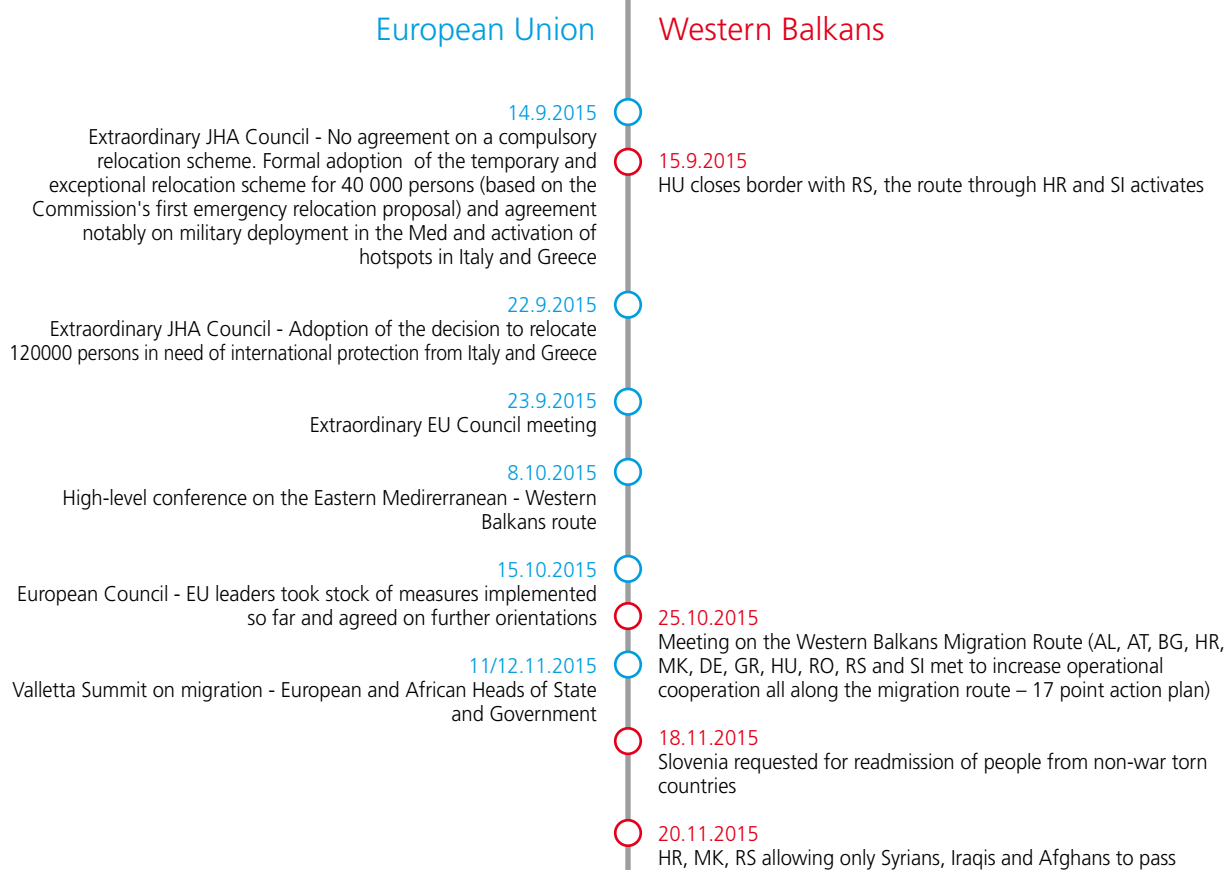 European Union
Western Balkans
14.9.2015
Extraordinary JHA Council - No agreement on a compulsory
relocation scheme. Formal adoption of the temporary and
exceptional relocation scheme for 40 000 persons (based on the
Commission's first emergency relocation proposal) and agreement
notably on military deployment in the Med and activation of
hotspots in Italy and Greece
15.9.2015
HU closes border with RS, the route through HR and SI activates
22.9.2015
Extraordinary JHA Council - Adoption of the decision to relocate
120000 persons in need of international protection from Italy and Greece
23.9.2015
Extraordinary EU Council meeting
8.10.2015
High-level conference on the Eastern Medirerranean - Western
Balkans route
15.10.2015
European Council - EU leaders took stock of measures implemented
so far and agreed on further orientations
25.10.2015
Meeting on the Western Balkans Migration Route (AL, AT, BG, HR,
MK, DE, GR, HU, RO, RS and SI met to increase operational
cooperation all along the migration route – 17 point action plan)
11/12.11.2015
Valletta Summit on migration - European and African Heads of State
and Government
18.11.2015
Slovenia requested for readmission of people from non-war torn
countries
20.11.2015
HR, MK, RS allowing only Syrians, Iraqis and Afghans to pass